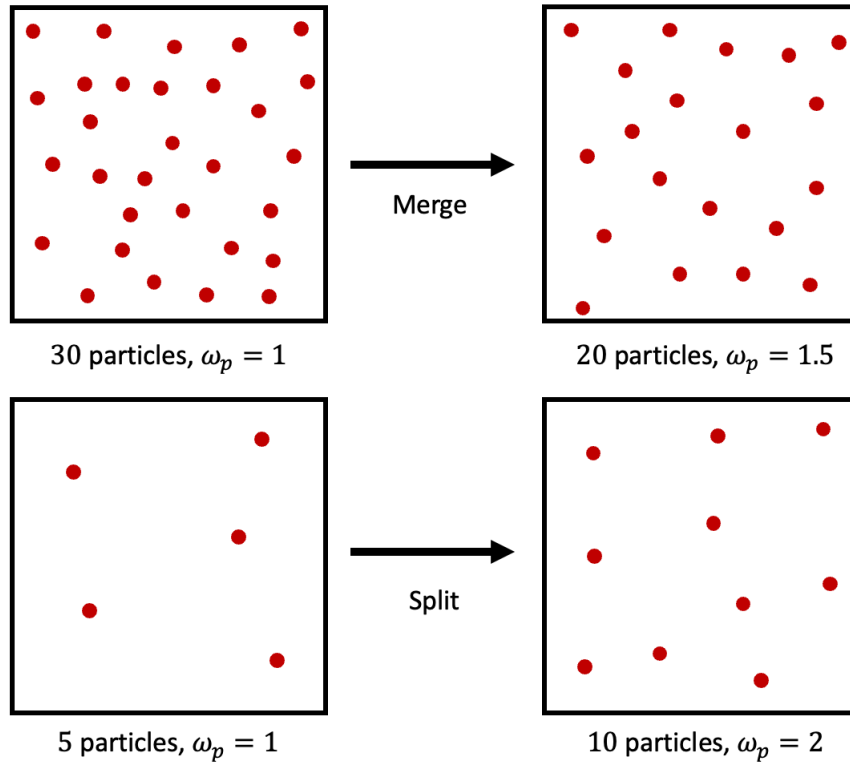 Merge
30 particles, ωₚ = 1
20 particles, ωₚ = 1.5
Split
5 particles, ωₚ = 1
10 particles, ωₚ = 2